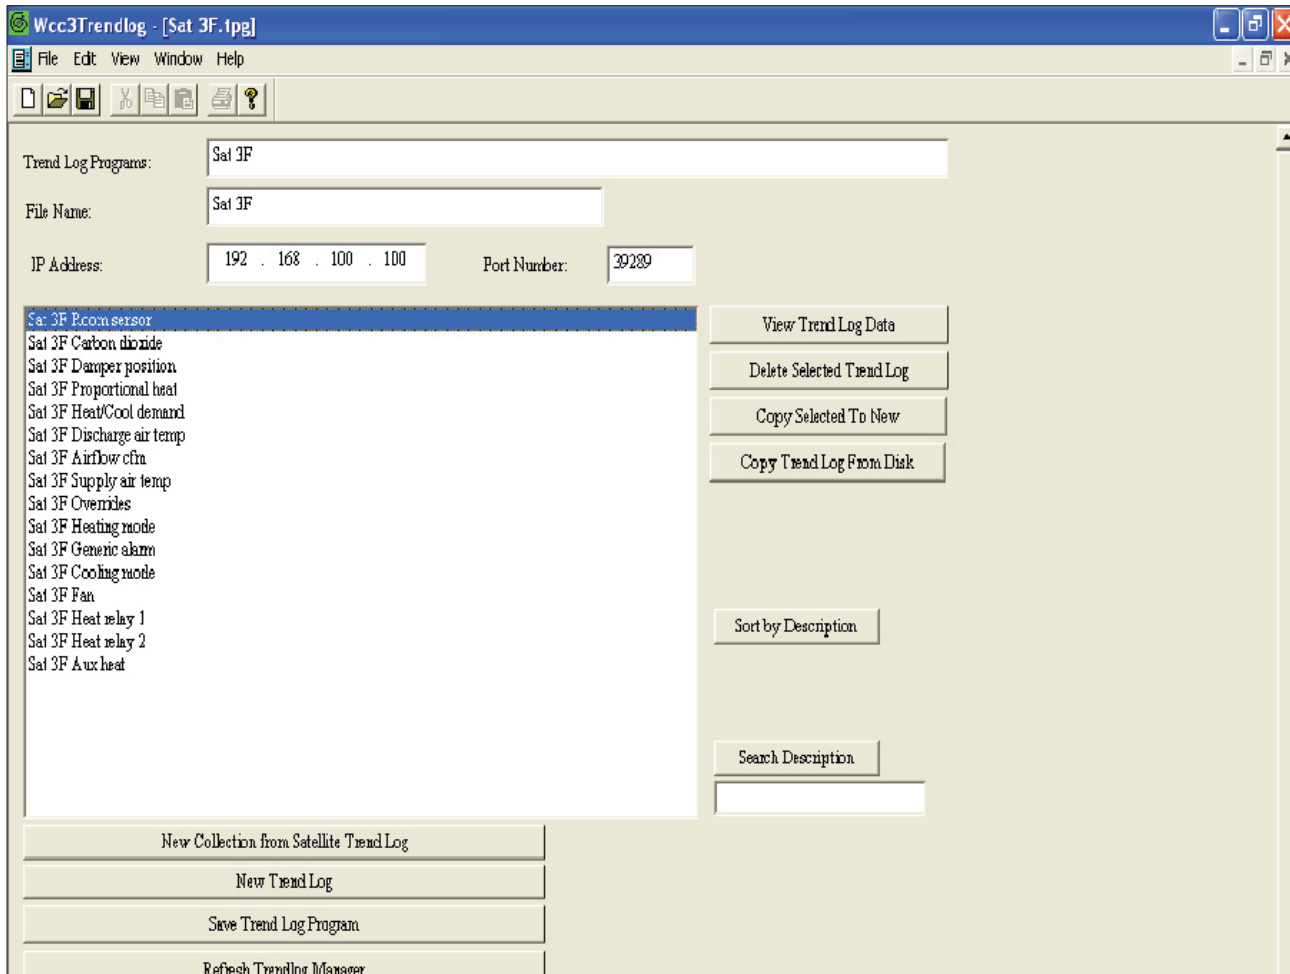 Wcc3Trendlog - [Sat 3F.tpg]
File Edit View Window Help
Trend Log Programs: Sat 3F
File Name: Sat 3F
IP Address: 192 . 168 . 100 . 100 Port Number: 39289
Sat 3F Room sensor
Sat 3F Carbon dioxide
Sat 3F Damper position
Sat 3F Proportional heat
Sat 3F Heat/Cool demand
Sat 3F Discharge air temp
Sat 3F Airflow cfm
Sat 3F Supply air temp
Sat 3F Overrides
Sat 3F Heating mode
Sat 3F Generic alarm
Sat 3F Cooling mode
Sat 3F Fan
Sat 3F Heat relay 1
Sat 3F Heat relay 2
Sat 3F Aux heat
View Trend Log Data
Delete Selected Trend Log
Copy Selected To New
Copy Trend Log From Disk
Sort by Description
Search Description
New Collection from Satellite Trend Log
New Trend Log
Save Trend Log Program
Refresh Trendlog Manager